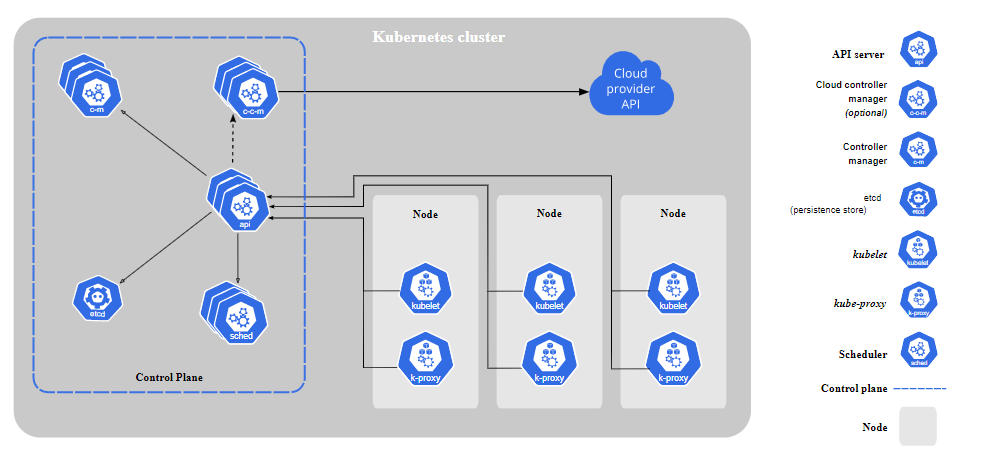 Kubernetes cluster
c-m
c-c-m
Cloud
provider
API
api
etcd
sched
Control Plane
Node
kubelet
k-proxy
Node
kubelet
k-proxy
Node
kubelet
k-proxy
API server
api
Cloud controller
manager
(optional)
c-c-m
Controller
manager
c-m
etcd
(persistence store)
etcd
kubelet
kubelet
kube-proxy
k-proxy
Scheduler
sched
Control plane
Node